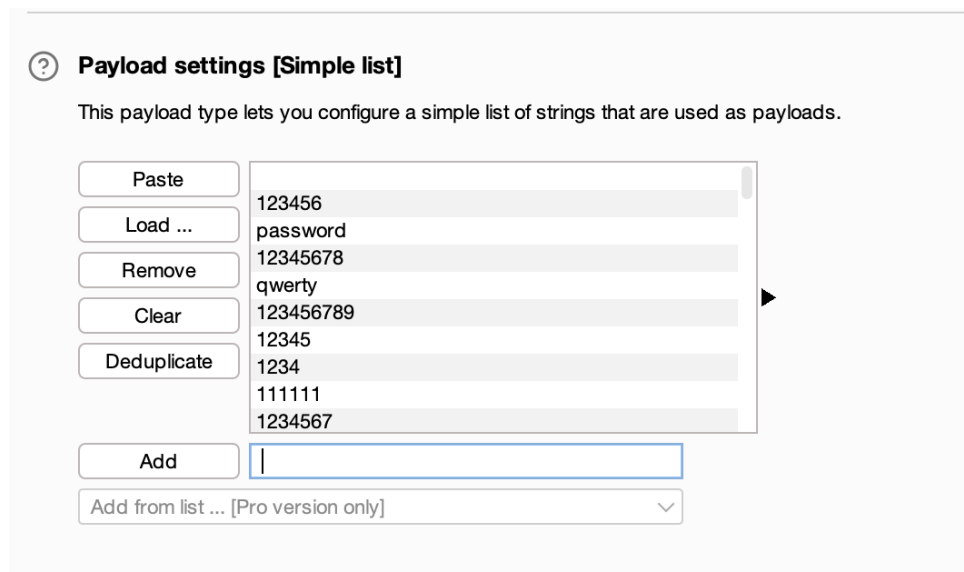 Payload settings [Simple list]
This payload type lets you configure a simple list of strings that are used as payloads.
Paste
Load ...
Remove
Clear
Deduplicate
123456
password
12345678
qwerty
123456789
12345
1234
111111
1234567
Add
Add from list ... [Pro version only]